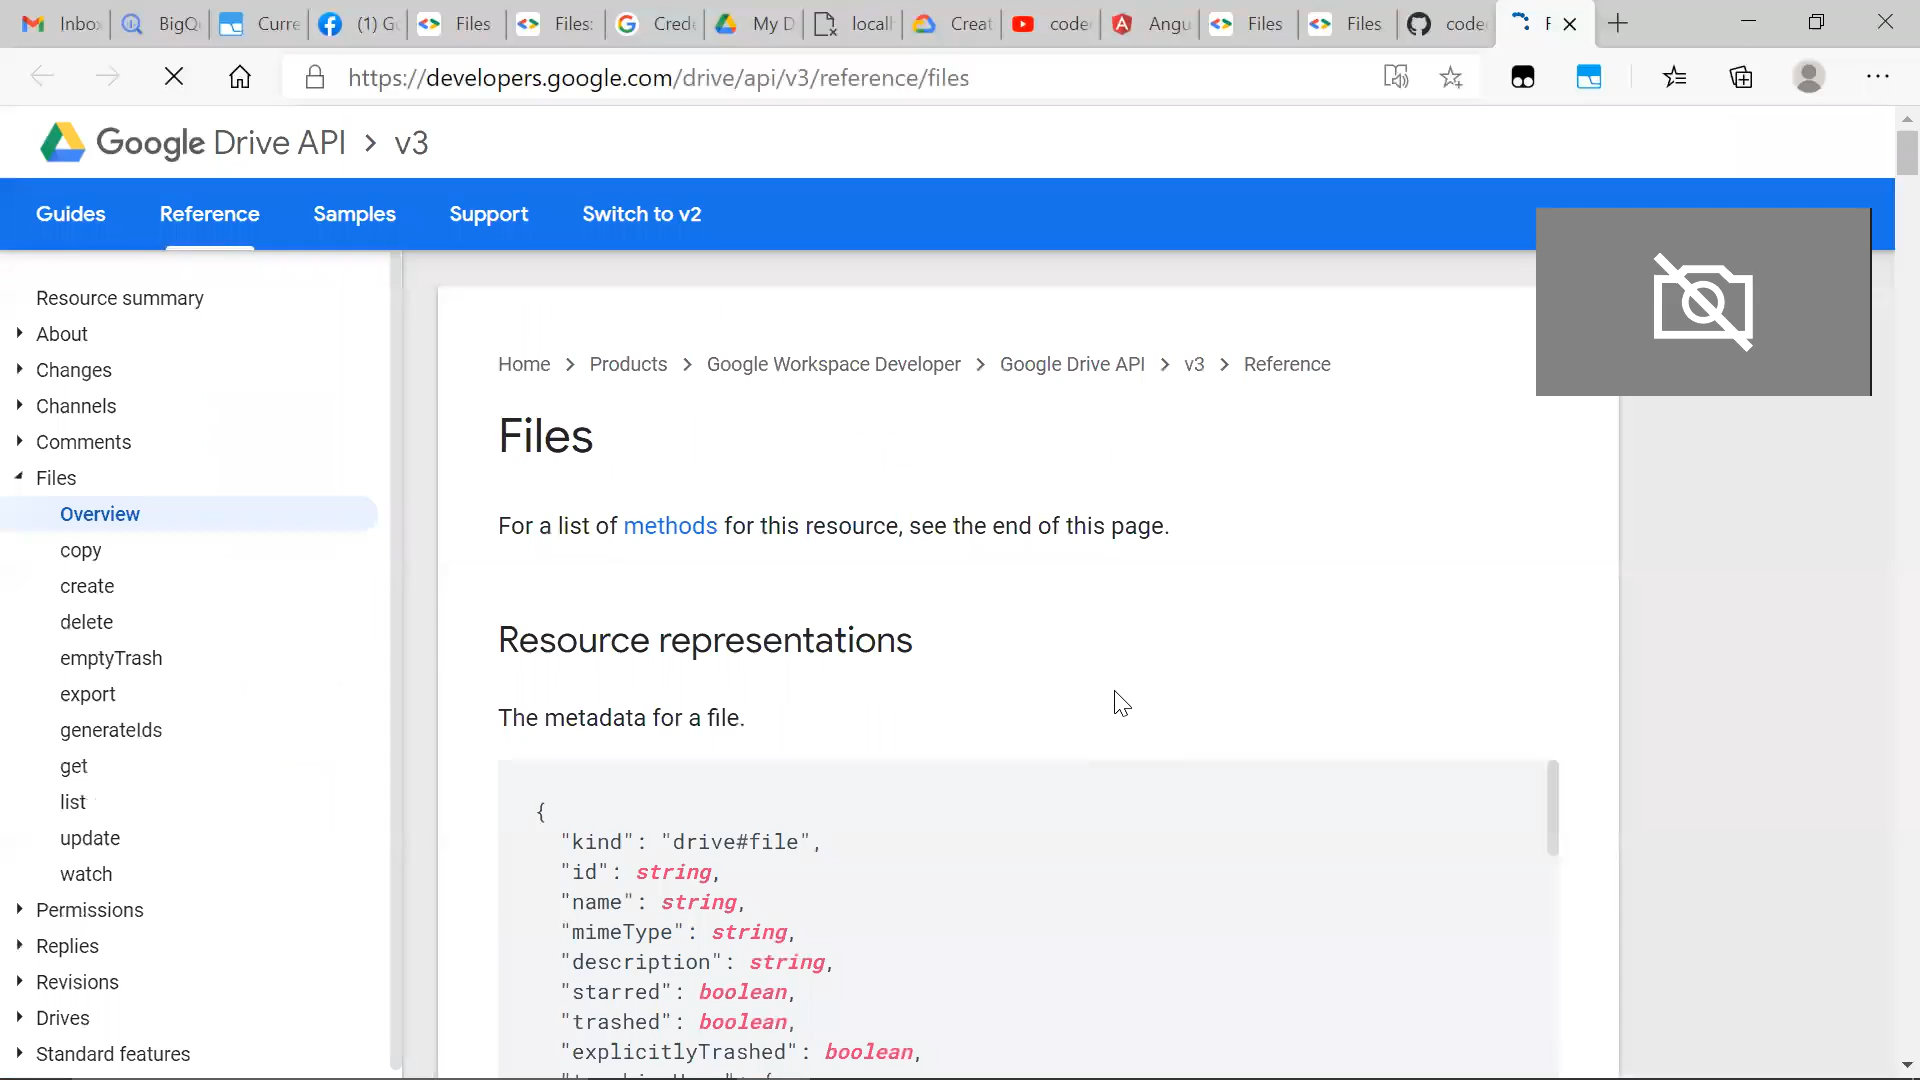 Inbo BigQ Curre (1) Go Files Files: Crede My D locall Creat code Angu Files Files code F
https://developers.google.com/drive/api/v3/reference/files
Google Drive API > v3
Guides Reference Samples Support Switch to v2
Resource summary
About
Changes
Channels
Comments
Files
Overview
copy
create
delete
emptyTrash
export
generateIds
get
list
update
watch
Permissions
Replies
Revisions
Drives
Standard features
Home > Products > Google Workspace Developer > Google Drive API > v3 > Reference
Files
For a list of methods for this resource, see the end of this page.
Resource representations
The metadata for a file.
{
"kind": "drive#file",
"id": string,
"name": string,
"mimeType": string,
"description": string,
"starred": boolean,
"trashed": boolean,
"explicitlyTrashed": boolean,